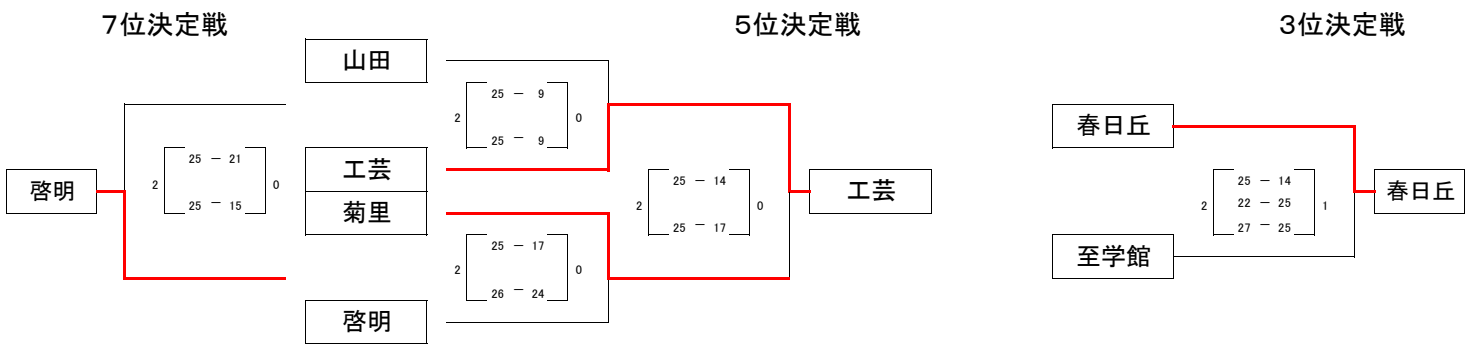 7位決定戦
5位決定戦
3位決定戦
山田
25 － 9
2
0
25 － 9
春日丘
25 － 21
2
0
25 － 15
啓明
工芸
菊里
25 － 14
2
0
25 － 17
工芸
25 － 14
2
22 － 25
1
27 － 25
春日丘
至学館
25 － 17
2
0
26 － 24
啓明